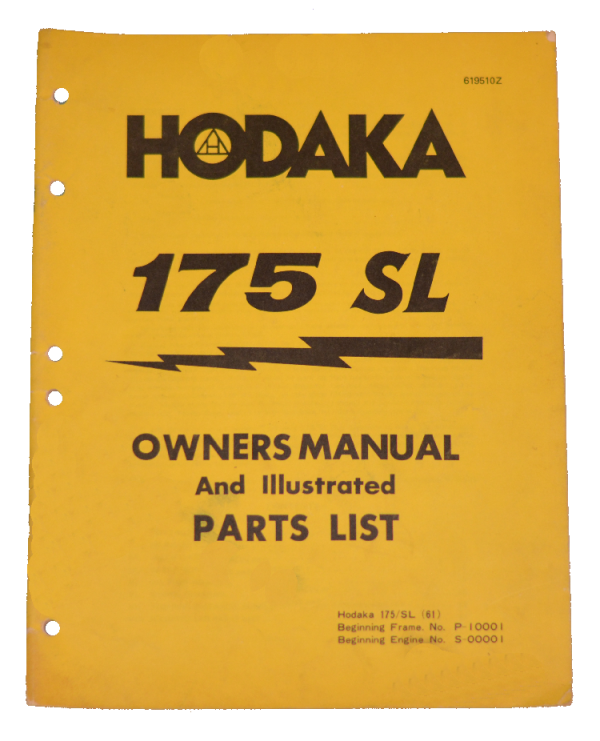 619510Z
HODAKA
175 SL
OWNERS MANUAL
And Illustrated
PARTS LIST
Hodaka 175/SL (61)
Beginning Frame. No. P-10001
Beginning Engine No. S-00001